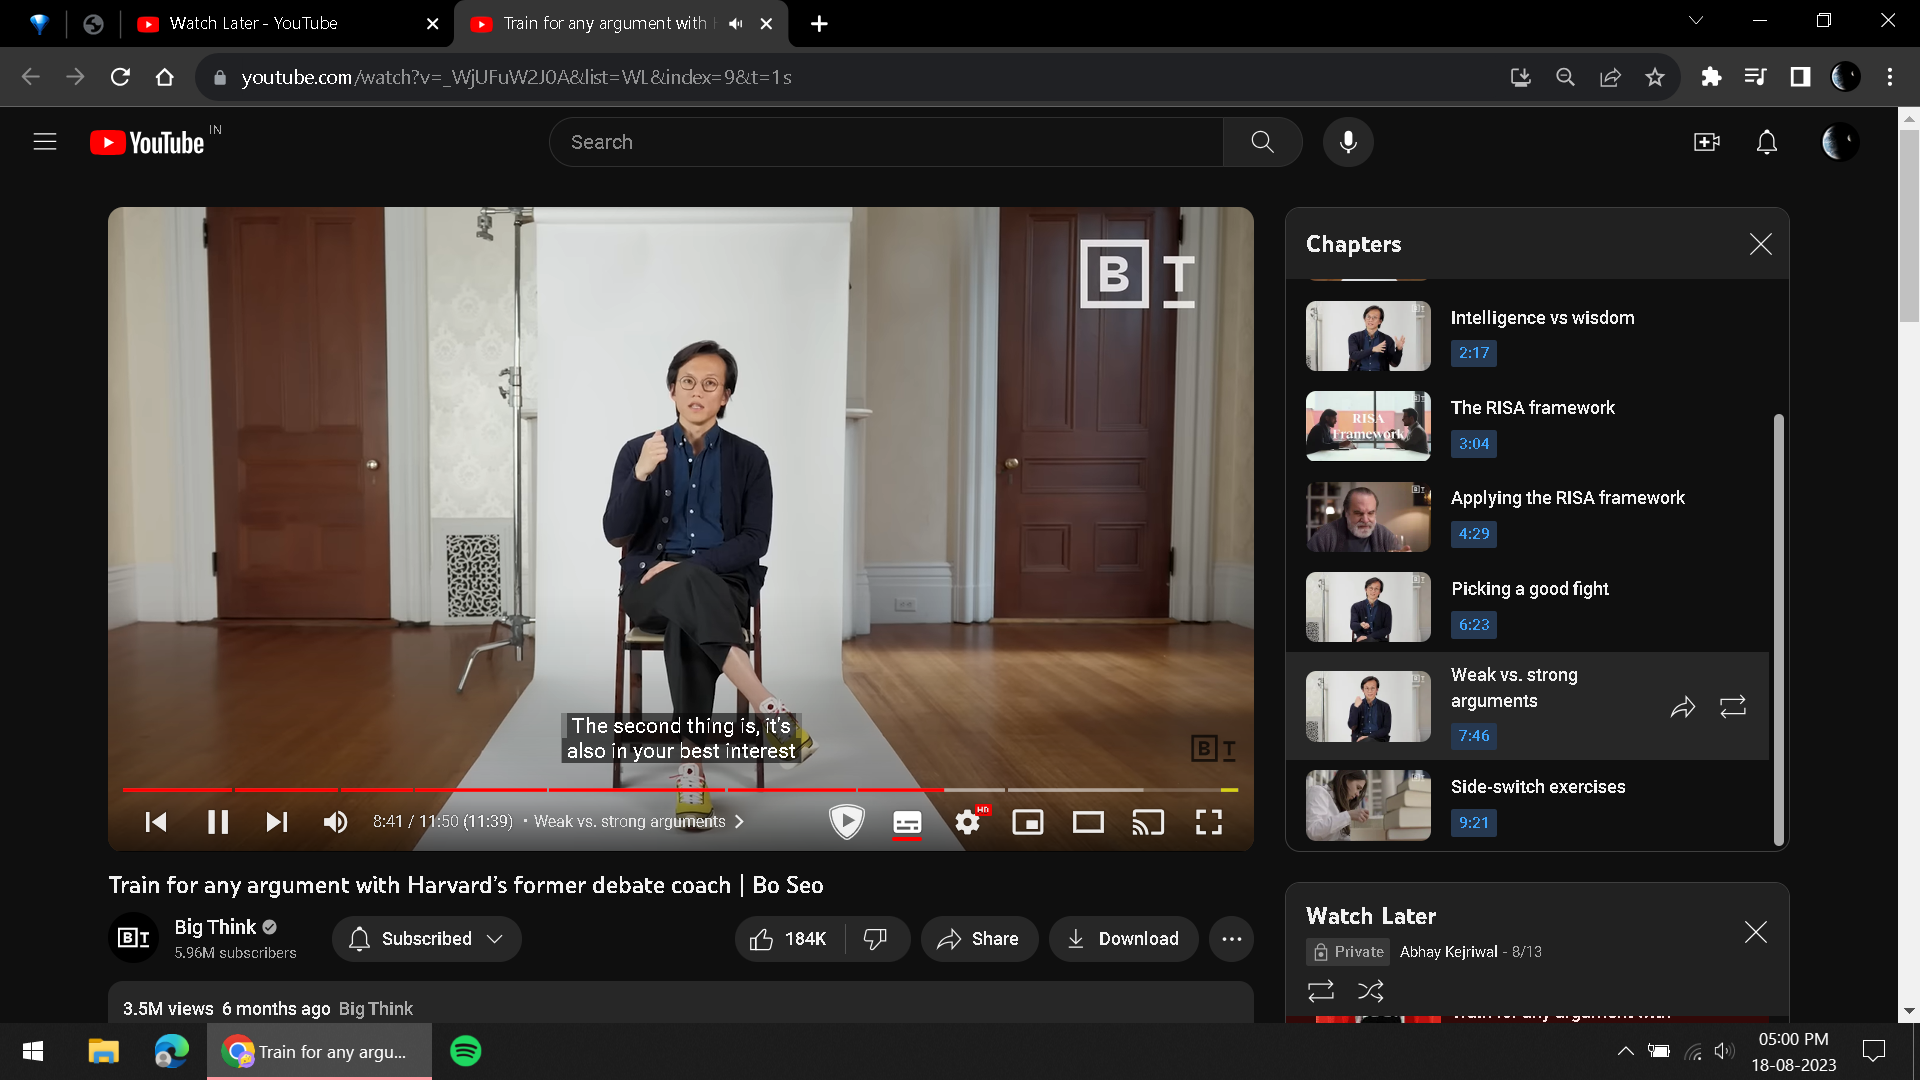 Watch Later - YouTube
Train for any argument with
youtube.com/watch?v=_WjUFuW2J0A&list=WL&index=9&t=1s
YouTube IN
Search
B T
Chapters
Intelligence vs wisdom
2:17
RISA
Framework
The RISA framework
3:04
Applying the RISA framework
4:29
Picking a good fight
6:23
Weak vs. strong
arguments
7:46
Side-switch exercises
9:21
The second thing is, it's
also in your best interest
B T
8:41 / 11:50 (11:39) • Weak vs. strong arguments
HD
Train for any argument with Harvard's former debate coach | Bo Seo
B T
Big Think
5.96M subscribers
Subscribed
184K
Share
Download
3.5M views 6 months ago Big Think
Watch Later
Private Abhay Kejriwal - 8/13
Train for any argument with
Train for any argu...
05:00 PM
18-08-2023